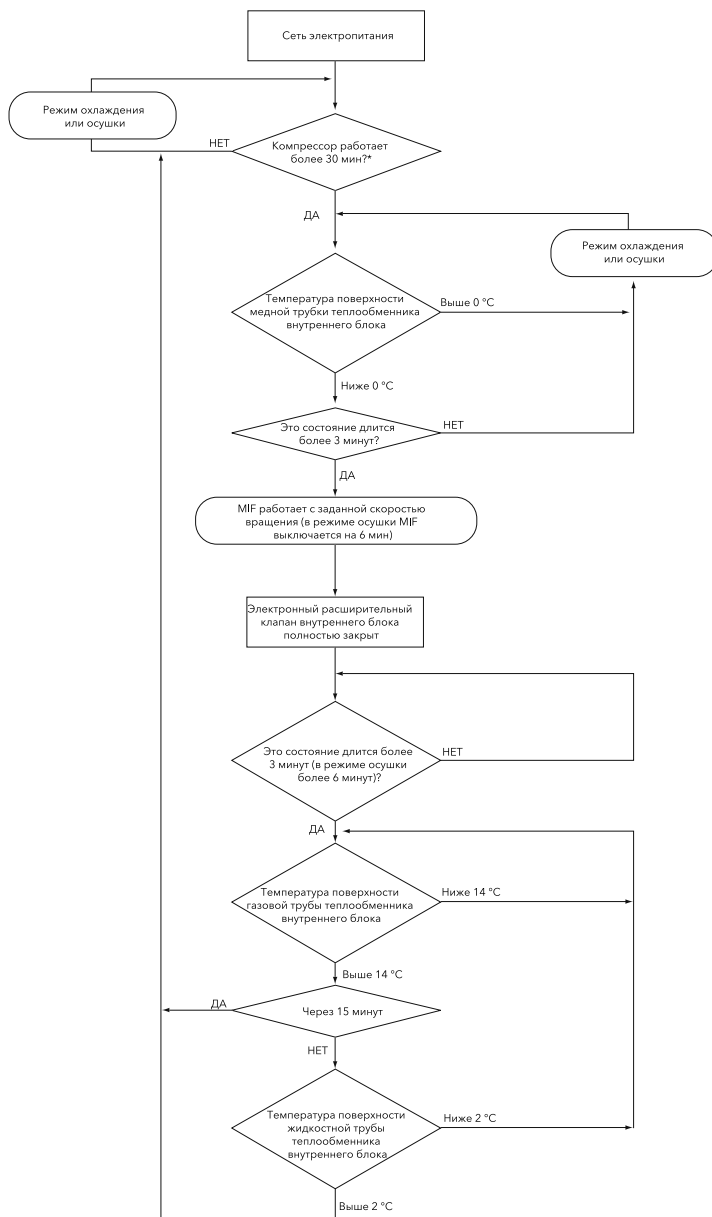 Сеть электропитания
Режим охлаждения
или осушки
НЕТ
Компрессор работает
более 30 мин?*
ДА
Режим охлаждения
или осушки
Температура поверхности
медной трубки теплообменника
внутреннего блока
Выше 0 °C
Ниже 0 °C
Это состояние длится
более 3 минут?
НЕТ
ДА
MIF работает с заданной скоростью
вращения (в режиме осушки MIF
выключается на 6 мин)
Электронный расширительный
клапан внутреннего блока
полностью закрыт
Это состояние длится более
3 минут (в режиме осушки
более 6 минут)?
НЕТ
ДА
Температура поверхности
газовой трубы теплообменника
внутреннего блока
Ниже 14 °C
Выше 14 °C
ДА
Через 15 минут
НЕТ
Температура поверхности
жидкостной трубы
теплообменника
внутреннего блока
Ниже 2 °C
Выше 2 °C